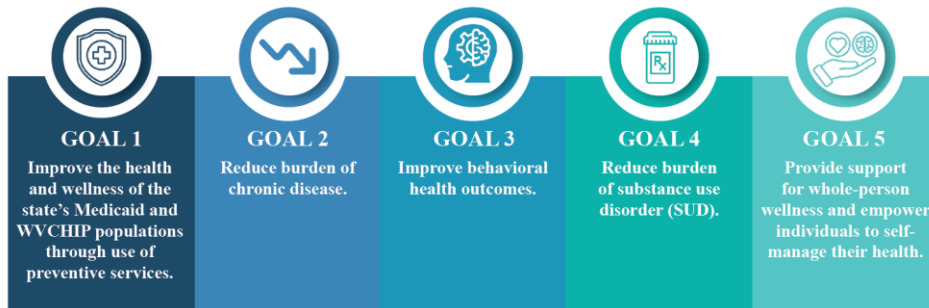 GOAL 1
Improve the health
and wellness of the
state's Medicaid and
WVCHIP populations
through use of
preventive services.
GOAL 2
Reduce burden of
chronic disease.
GOAL 3
Improve behavioral
health outcomes.
GOAL 4
Reduce burden
of substance use
disorder (SUD).
GOAL 5
Provide support
for whole-person
wellness and empower
individuals to self-
manage their health.
Rx